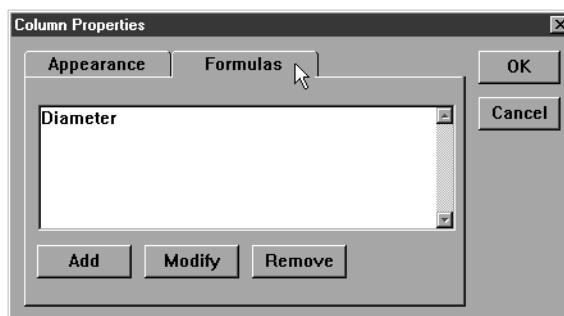 Column Properties
Appearance
Formulas
OK
Diameter
Cancel
Add
Modify
Remove